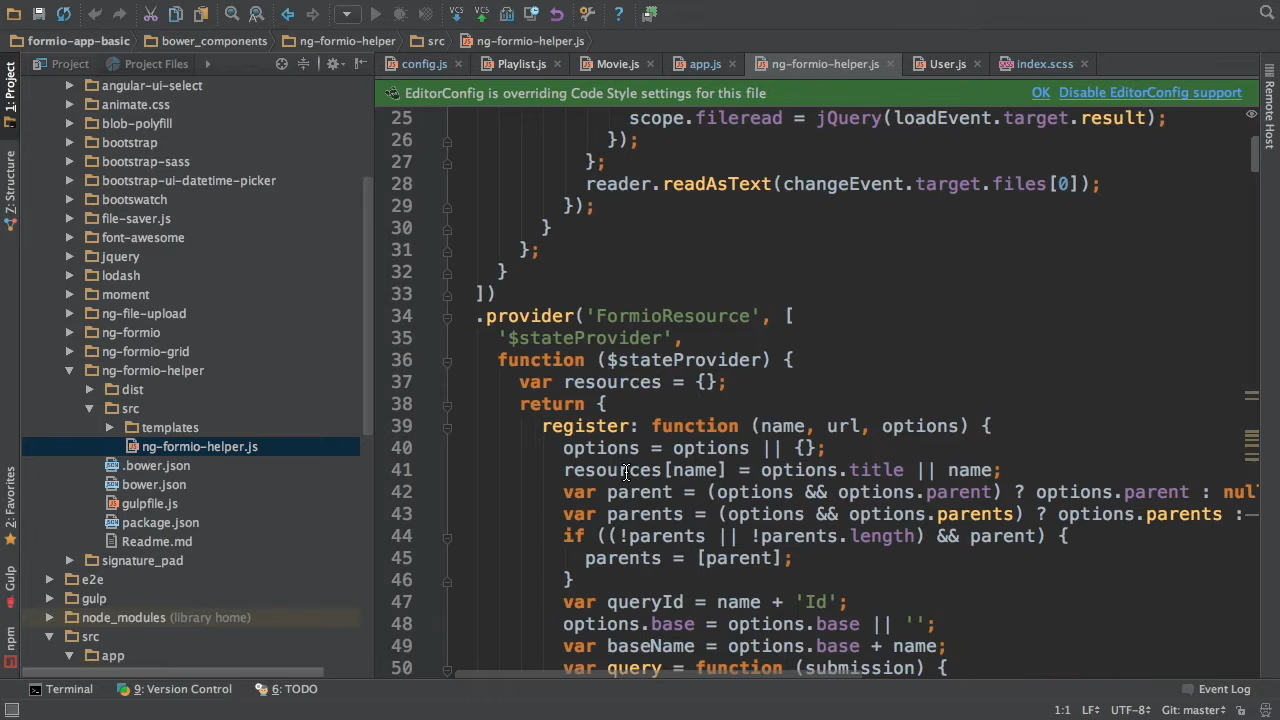 formio-app-basic bower_components ng-formio-helper src ng-formio-helper.js
Project Project Files
config.js Playlist.js Movie.js app.js ng-formio-helper.js User.js index.scss
EditorConfig is overriding Code Style settings for this file OK Disable EditorConfig support
1: Project
Z: Structure
2: Favorites
Gulp
npm
Remote Host
angular-ui-select
animate.css
blob-polyfill
bootstrap
bootstrap-sass
bootstrap-ui-datetime-picker
bootswatch
file-saver.js
font-awesome
jquery
lodash
moment
ng-file-upload
ng-formio
ng-formio-grid
ng-formio-helper
dist
src
templates
ng-formio-helper.js
.bower.json
bower.json
gulpfile.js
package.json
Readme.md
signature_pad
e2e
gulp
node_modules (library home)
src
app
25 scope.fileread = jQuery(loadEvent.target.result);
26 });
27 };
28 reader.readAsText(changeEvent.target.files[0]);
29 });
30 }
31 };
32 }
33 ])
34 .provider('FormioResource', [
35 '$stateProvider',
36 function ($stateProvider) {
37 var resources = {};
38 return {
39 register: function (name, url, options) {
40 options = options || {};
41 resources[name] = options.title || name;
42 var parent = (options && options.parent) ? options.parent : nul
43 var parents = (options && options.parents) ? options.parents :
44 if ((!parents || !parents.length) && parent) {
45 parents = [parent];
46 }
47 var queryId = name + 'Id';
48 options.base = options.base || '';
49 var baseName = options.base + name;
50 var query = function (submission) {
Terminal 9: Version Control 6: TODO Event Log
1:1 LF UTF-8 Git: master